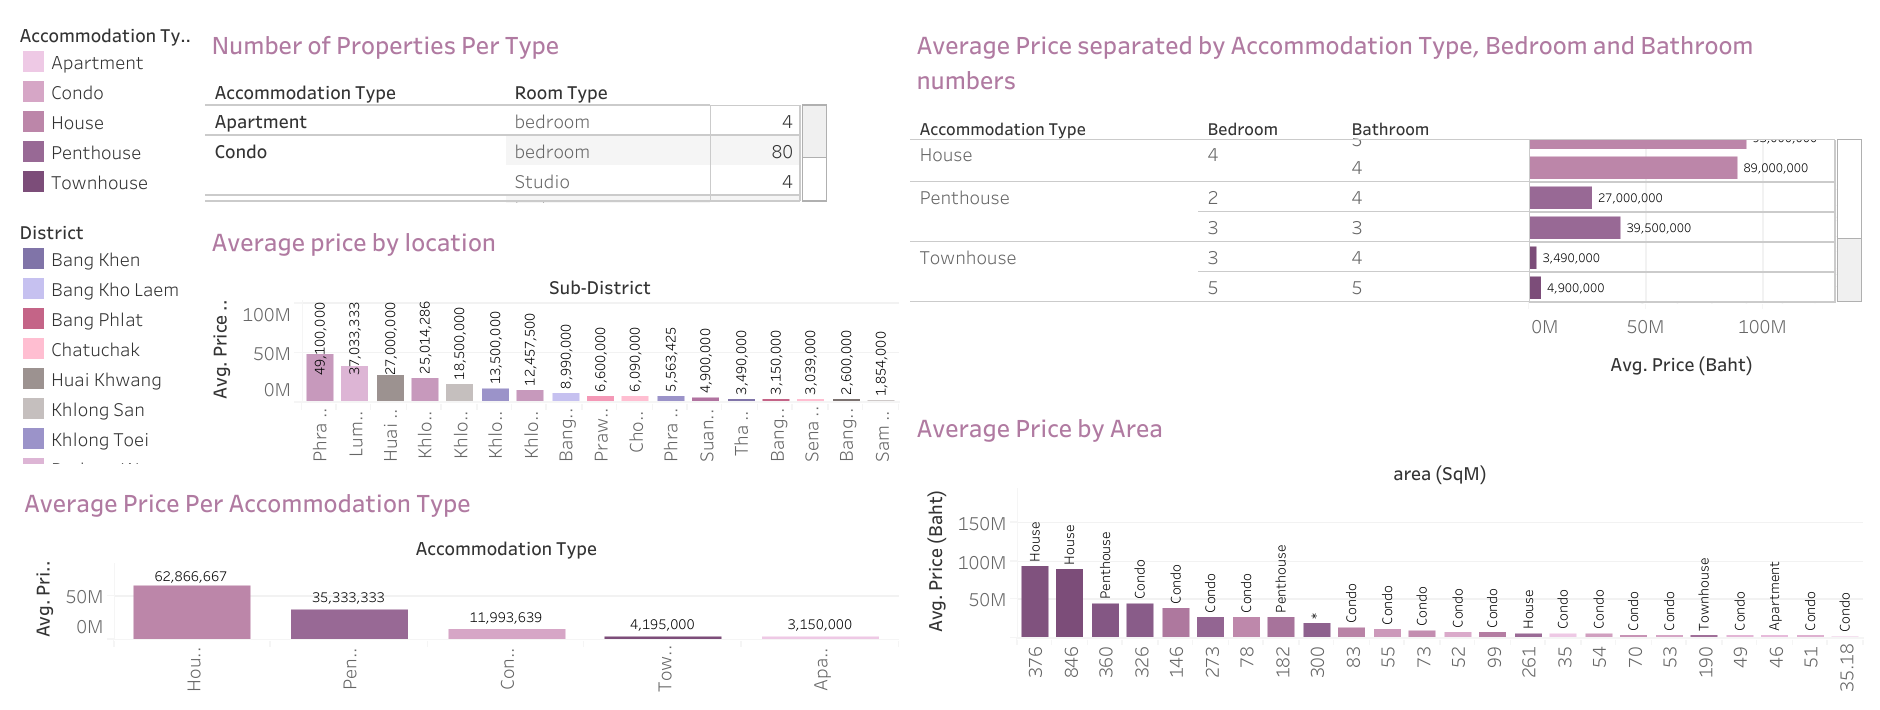 Accommodation Ty..
Apartment
Condo
House
Penthouse
Townhouse
District
Bang Khen
Bang Kho Laem
Bang Phlat
Chatuchak
Huai Khwang
Khlong San
Khlong Toei
Number of Properties Per Type
Accommodation Type Room Type
Apartment bedroom 4
Condo bedroom 80
Studio 4
Average price by location
Sub-District
Avg. Price ..
100M
50M
0M
49,100,000 37,033,333 27,000,000 25,014,286 18,500,000 13,500,000 12,457,500 8,990,000 6,600,000 6,090,000 5,563,425 4,900,000 3,490,000 3,150,000 3,039,000 2,600,000 1,854,000
Phra .. Lum.. Huai .. Khlo.. Khlo.. Khlo.. Khlo.. Bang.. Praw.. Cho.. Phra .. Suan.. Tha .. Bang.. Sena .. Bang.. Sam ..
Average Price Per Accommodation Type
Accommodation Type
Avg. Pri..
50M
0M
62,866,667 35,333,333 11,993,639 4,195,000 3,150,000
Hou.. Pen.. Con.. Tow.. Apa..
Average Price separated by Accommodation Type, Bedroom and Bathroom
numbers
Accommodation Type Bedroom Bathroom
House 4 5
4 89,000,000
Penthouse 2 4 27,000,000
3 3 39,500,000
Townhouse 3 4 3,490,000
5 5 4,900,000
0M 50M 100M
Avg. Price (Baht)
Average Price by Area
area (SqM)
Avg. Price (Baht)
150M
100M
50M
House House Penthouse Condo Condo Condo Condo Penthouse * Condo Condo Condo Condo Condo House Condo Condo Condo Condo Townhouse Condo Apartment Condo Condo
376 846 360 326 146 273 78 182 300 83 55 73 52 99 261 35 54 70 53 190 49 46 51 35.18